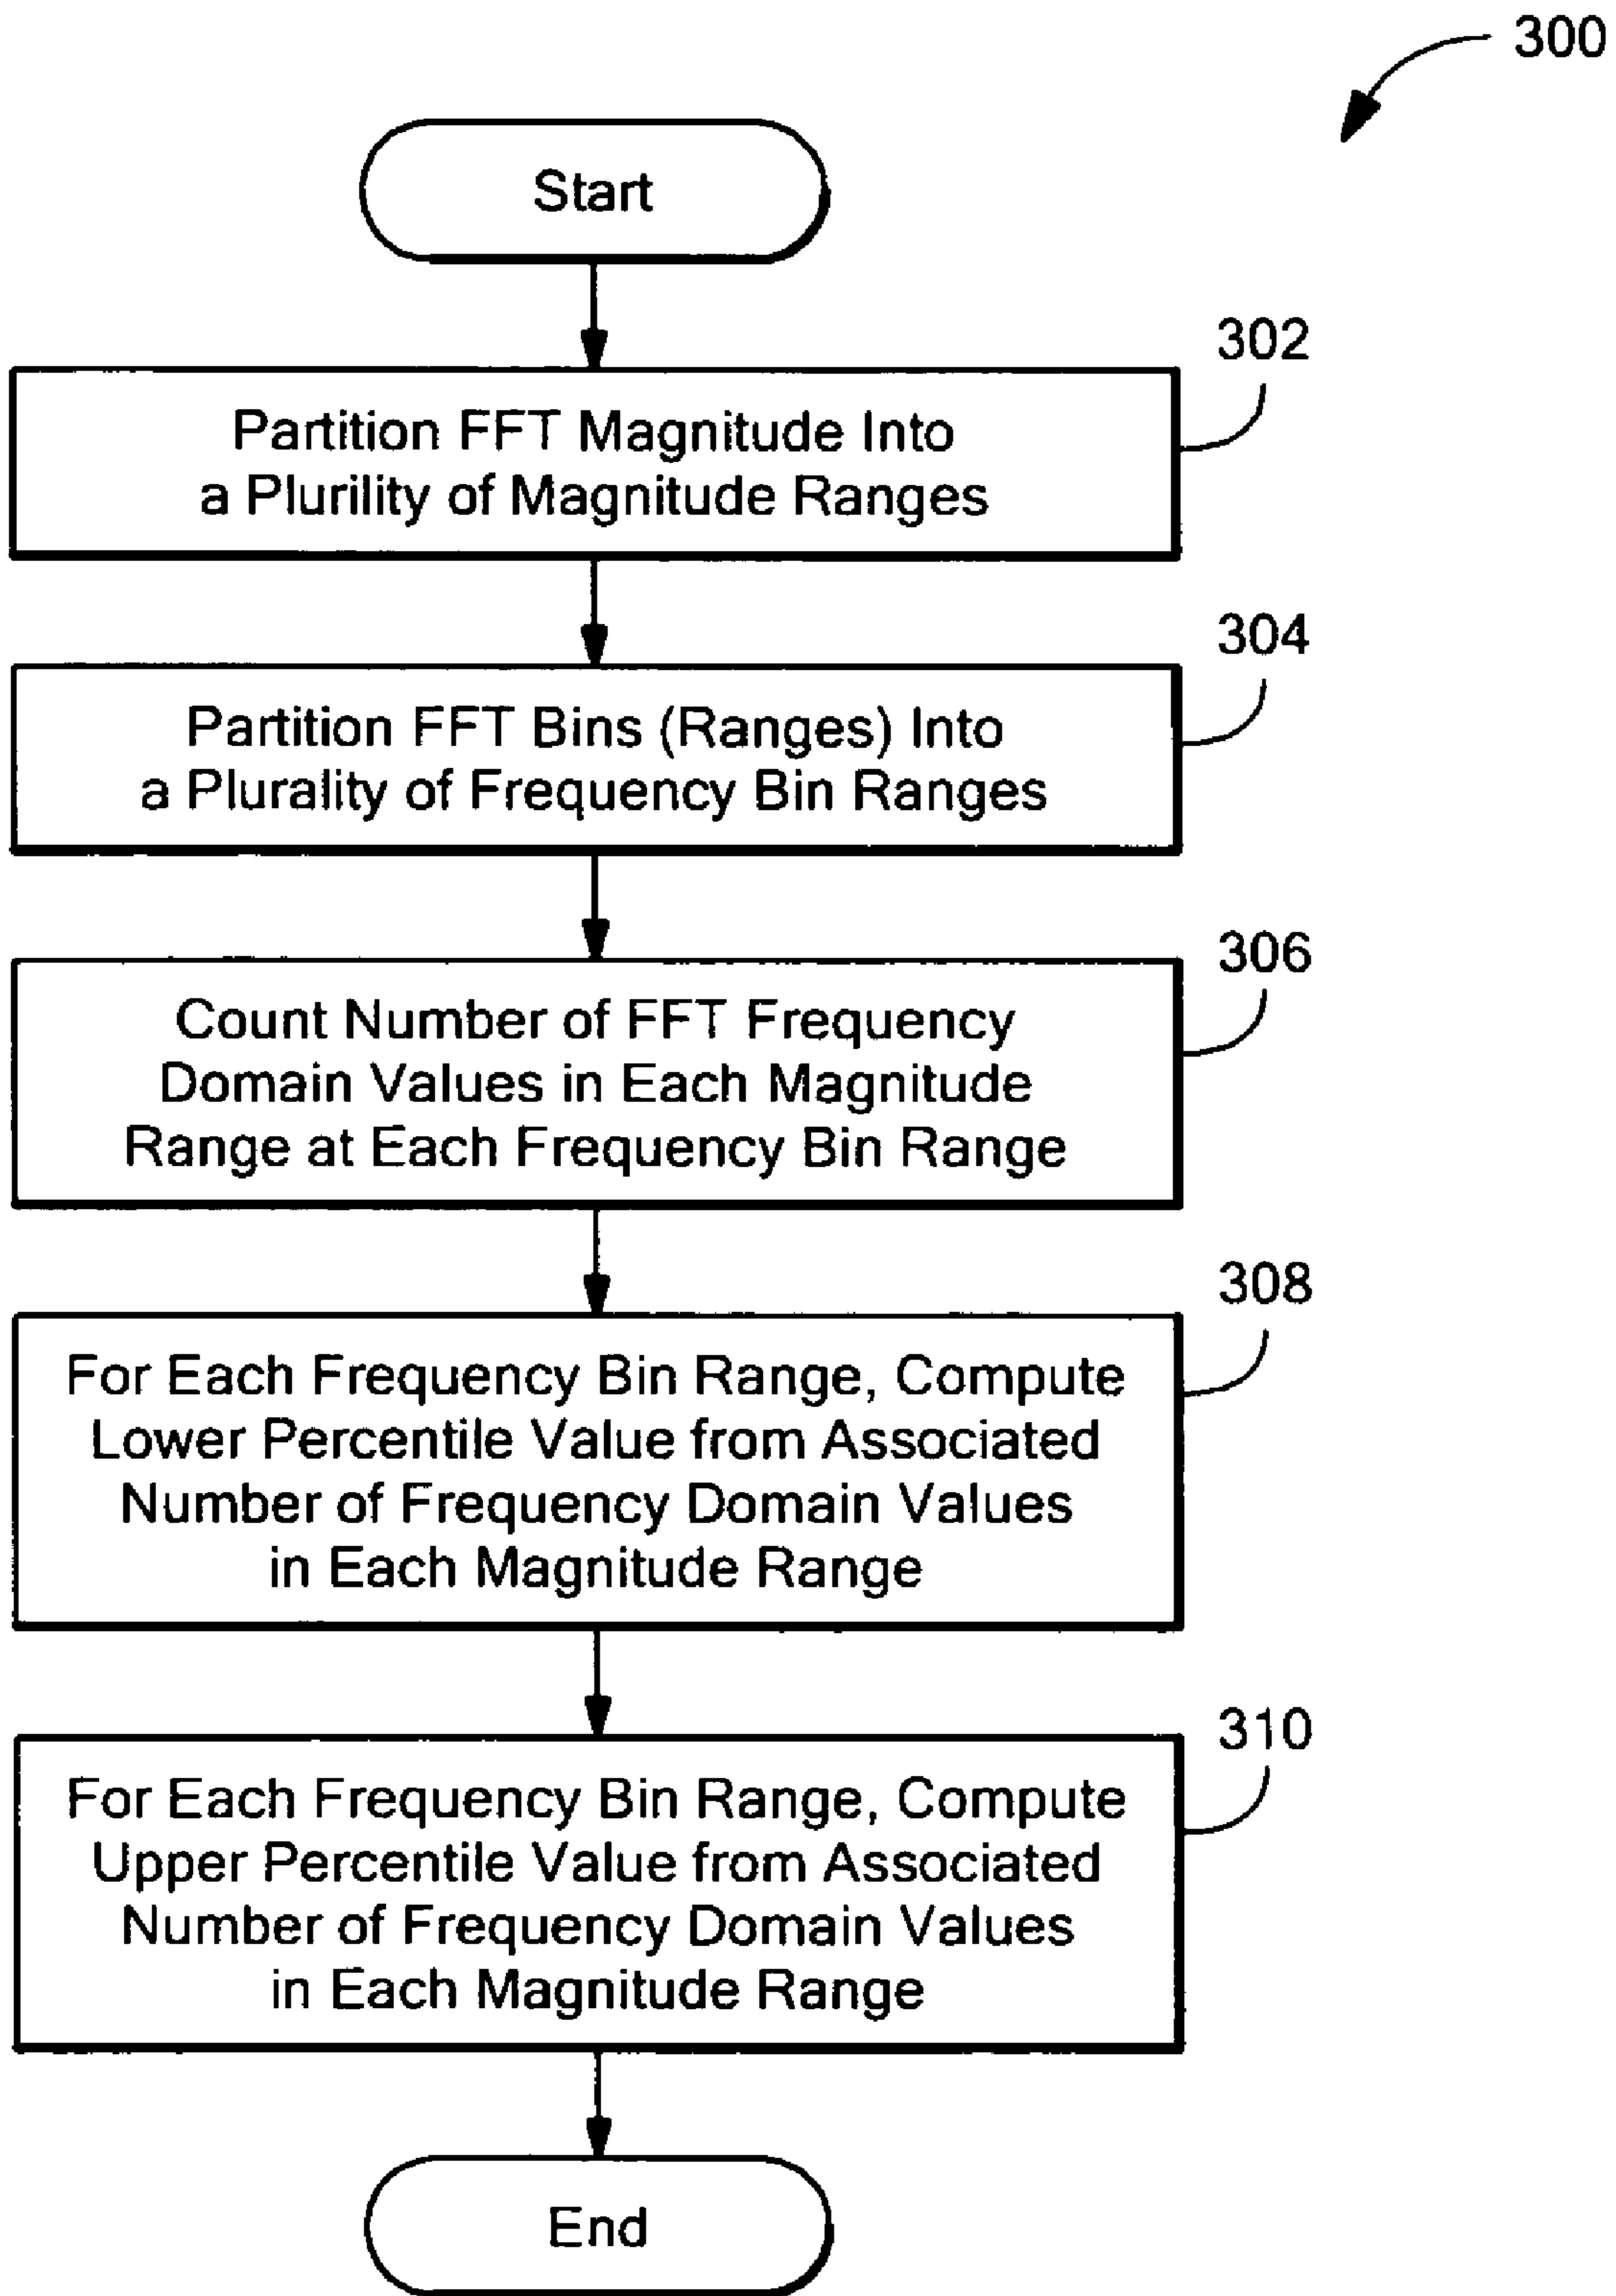 300
Start
302
Partition FFT Magnitude Into
a Plurility of Magnitude Ranges
304
Partition FFT Bins (Ranges) Into
a Plurality of Frequency Bin Ranges
306
Count Number of FFT Frequency
Domain Values in Each Magnitude
Range at Each Frequency Bin Range
308
For Each Frequency Bin Range, Compute
Lower Percentile Value from Associated
Number of Frequency Domain Values
in Each Magnitude Range
310
For Each Frequency Bin Range, Compute
Upper Percentile Value from Associated
Number of Frequency Domain Values
in Each Magnitude Range
End